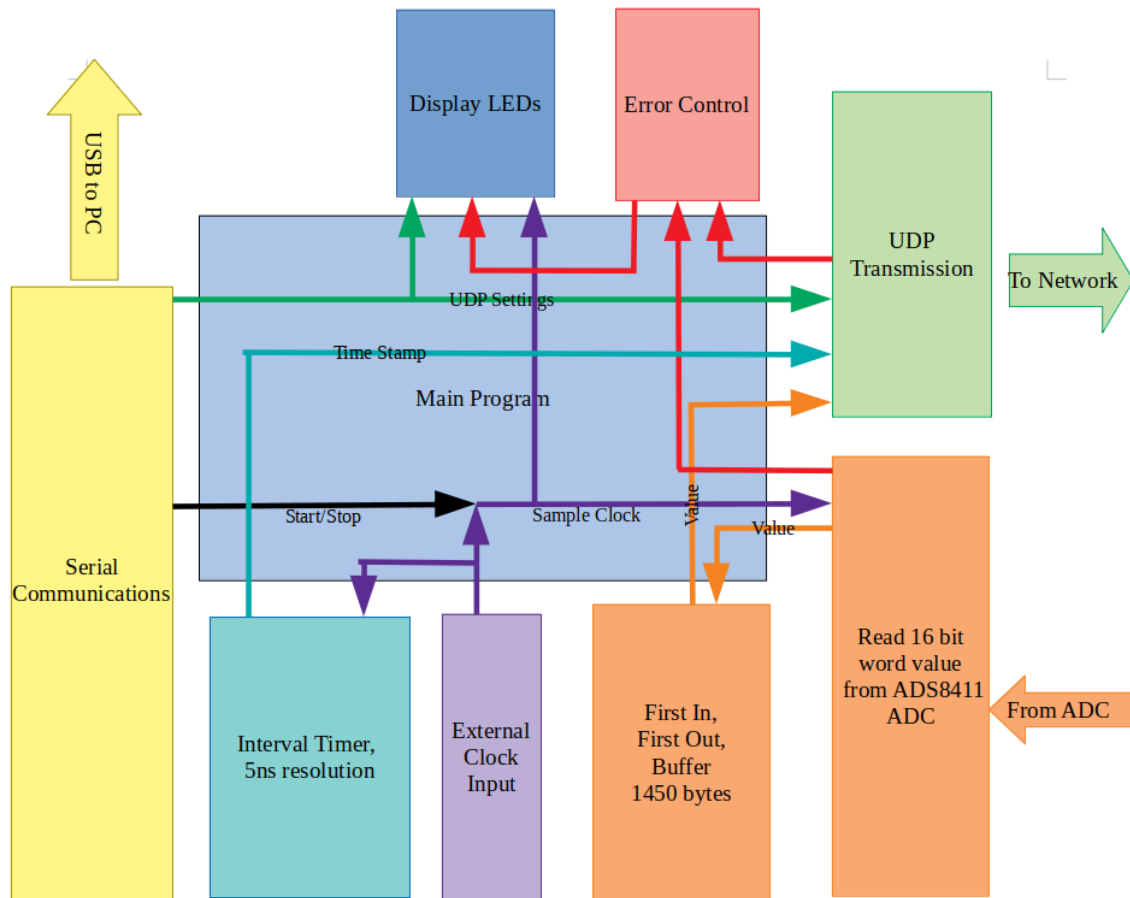 Display LEDs
Error Control
USB to PC
UDP
Transmission
To Network
UDP Settings
Time Stamp
Main Program
Value
Start/Stop
Sample Clock
Value
Serial
Communications
Read 16 bit
word value
from ADS8411
ADC
From ADC
Interval Timer,
5ns resolution
External
Clock
Input
First In,
First Out,
Buffer
1450 bytes